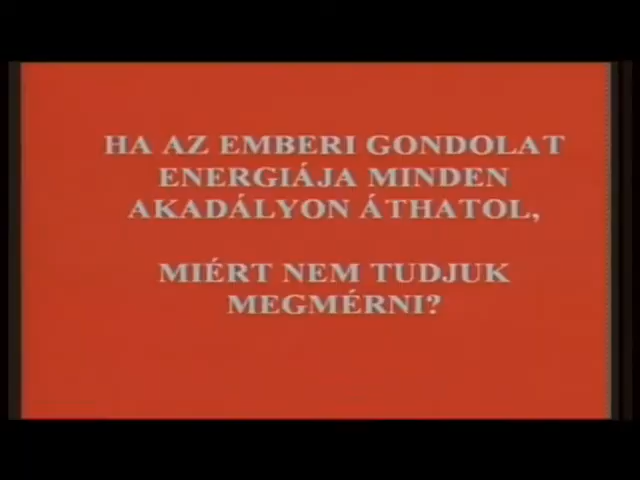 HA AZ EMBERI GONDOLAT
ENERGIÁJA MINDEN
AKADÁLYON ÁTHATOL,
MIÉRT NEM TUDJUK
MEGMÉRNI?